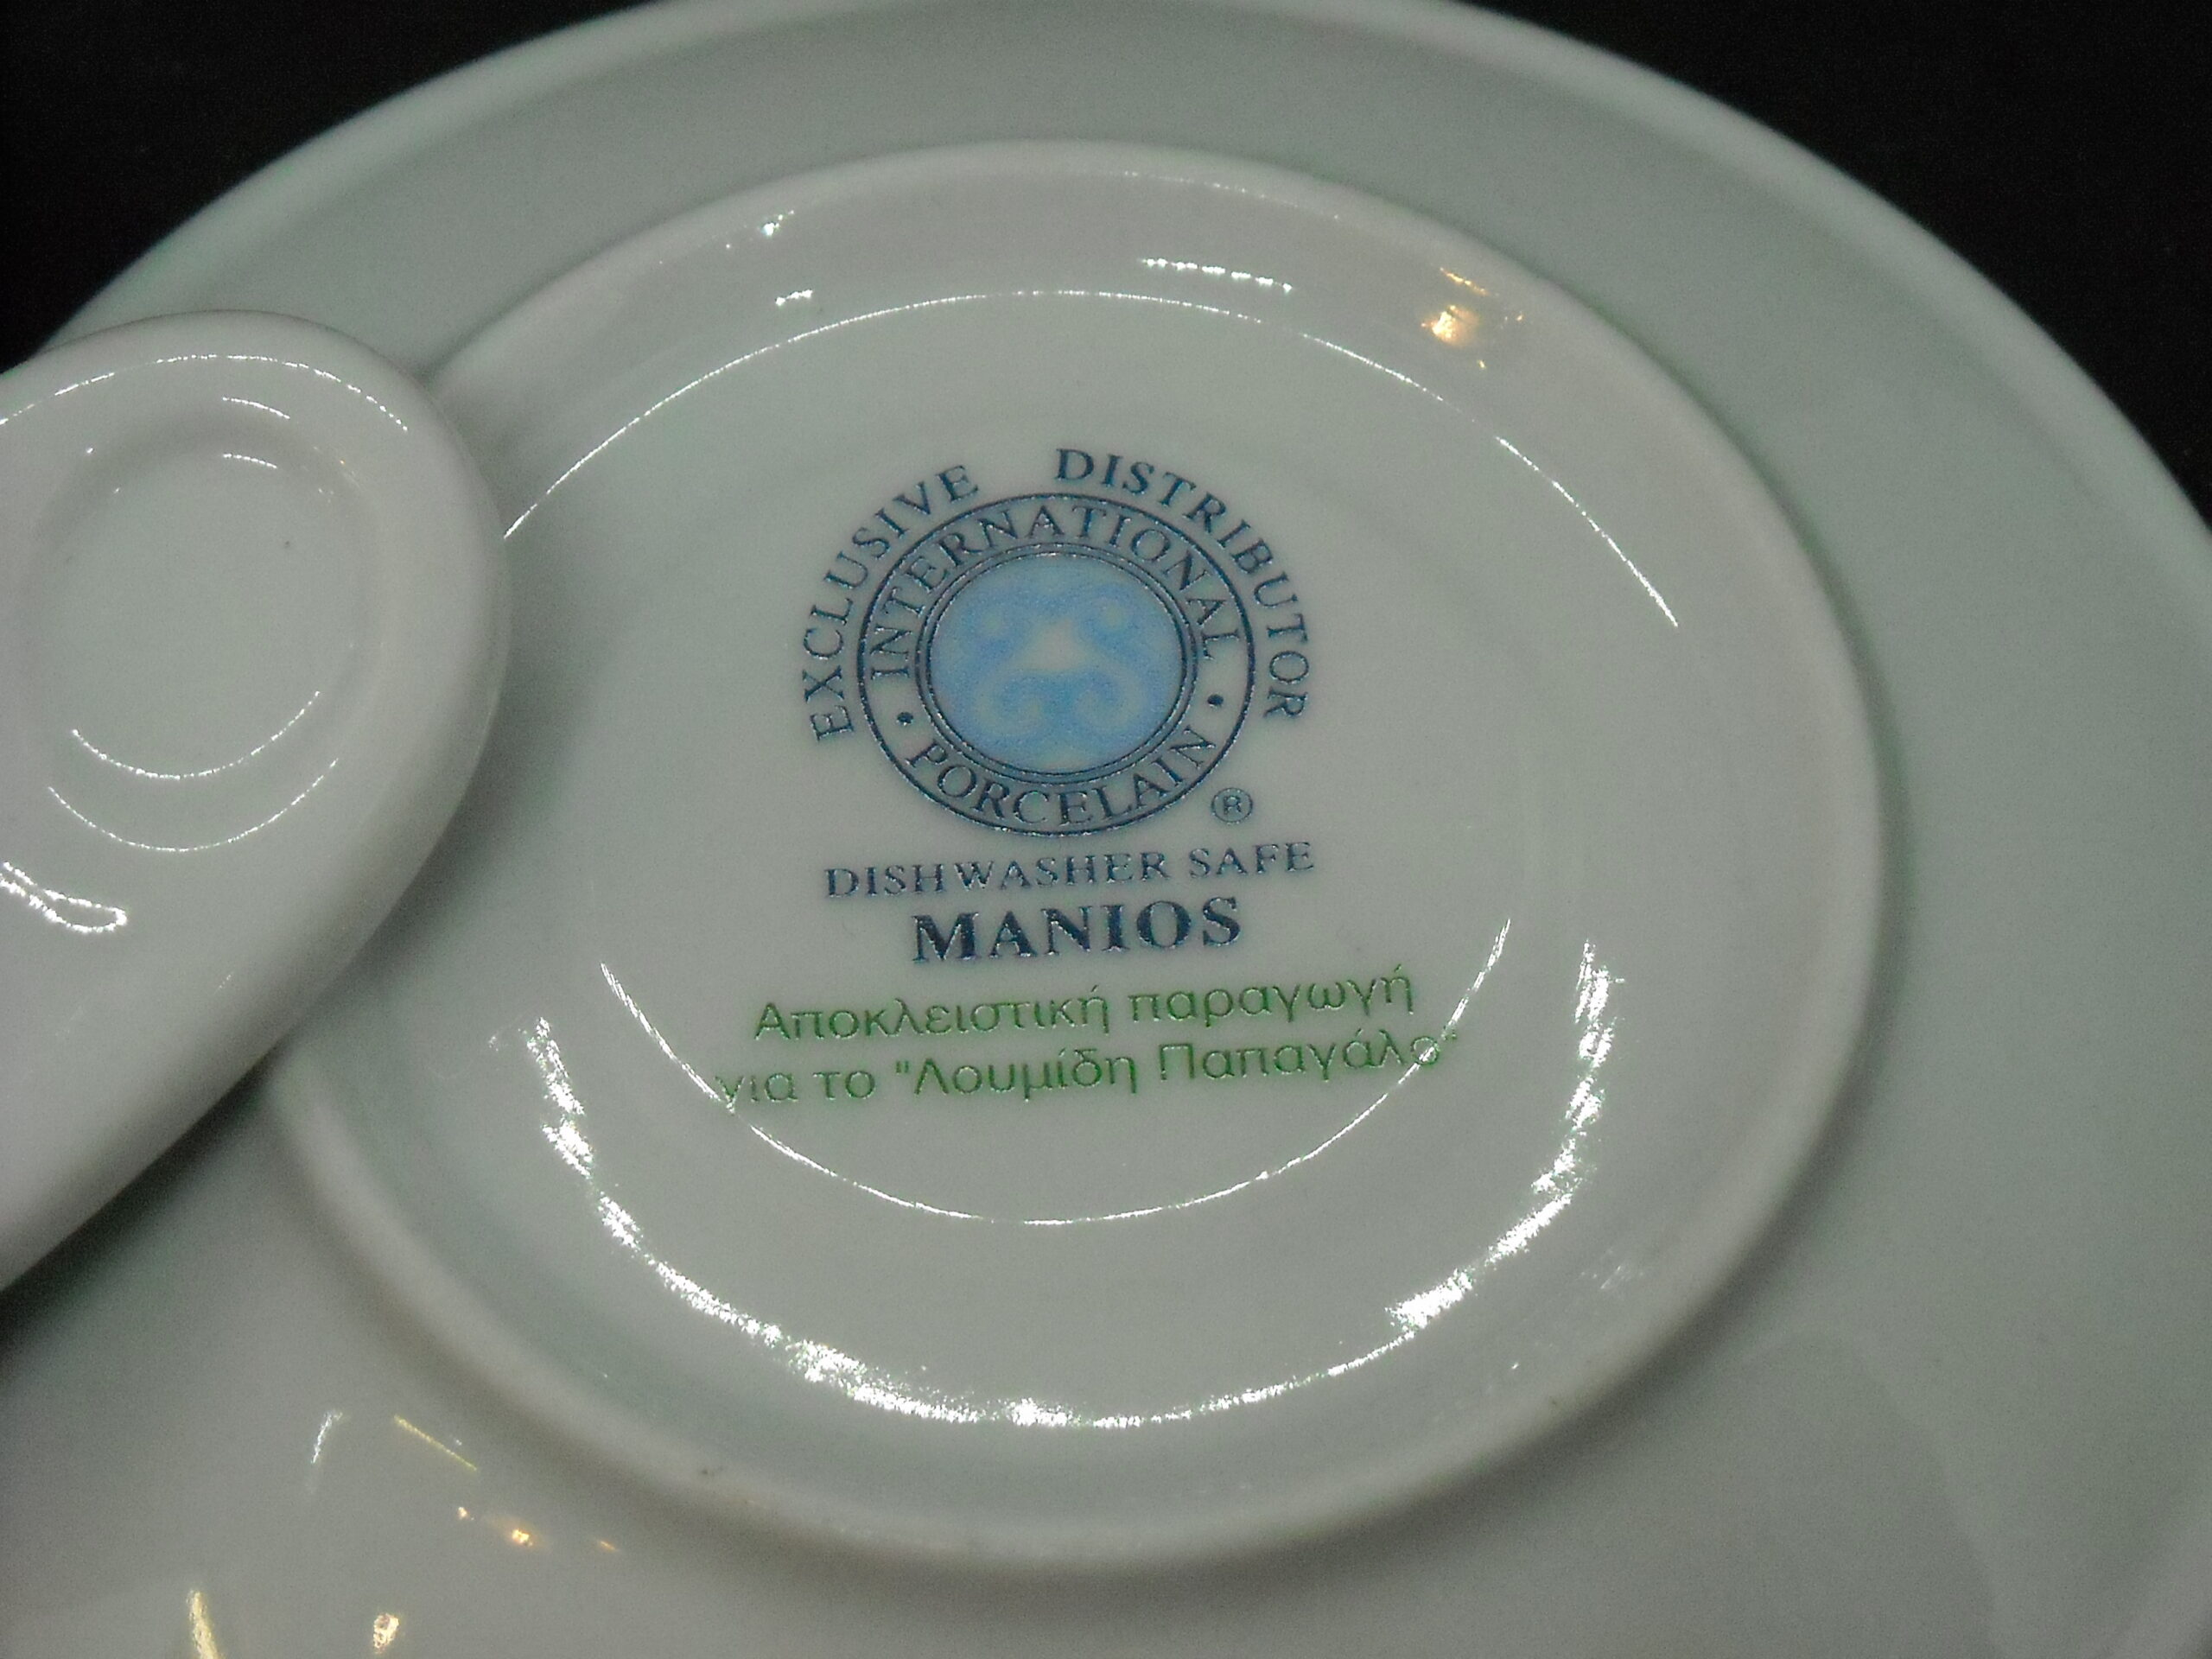 EXCLUSIVE DISTRIBUTOR
INTERNATIONAL
• PORCELAIN •
®
DISHWASHER SAFE
MANIOS
Αποκλειστική παραγωγή
για το "Λουμίδη Παπαγάλο"